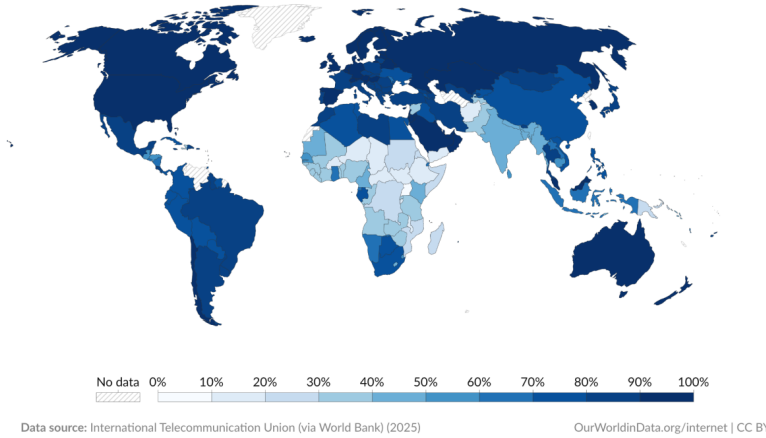 No data 0% 10% 20% 30% 40% 50% 60% 70% 80% 90% 100%
Data source: International Telecommunication Union (via World Bank) (2025) OurWorldinData.org/internet | CC BY